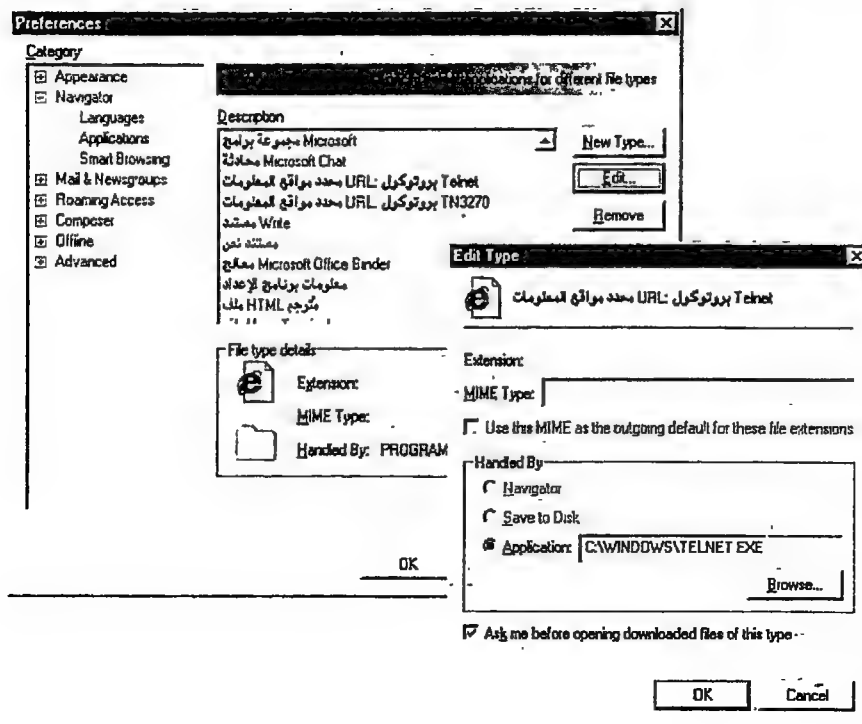 Preferences
Category
Appearance
Navigator
Languages
Applications
Smart Browsing
Mail & Newsgroups
Roaming Access
Composer
Offline
Advanced
applications for different file types
Description
Microsoft مجموعة برامج
Microsoft Chat محادثة
Telnet بروتوكول :URL محدد مواقع المعلومات
TN3270 بروتوكول :URL محدد مواقع المعلومات
Write مستند
مستند نص
Microsoft Office Binder معالج
معلومات برنامج الإعداد
مُترجم HTML ملف
New Type...
Edit...
Remove
File type details
Extension:
MIME Type:
Handled By: PROGRAM
OK
Edit Type
Telnet بروتوكول :URL محدد مواقع المعلومات
Extension:
MIME Type:
Use this MIME as the outgoing default for these file extensions
Handled By
Navigator
Save to Disk
Application: C:\WINDOWS\TELNET.EXE
Browse...
Ask me before opening downloaded files of this type
OK
Cancel